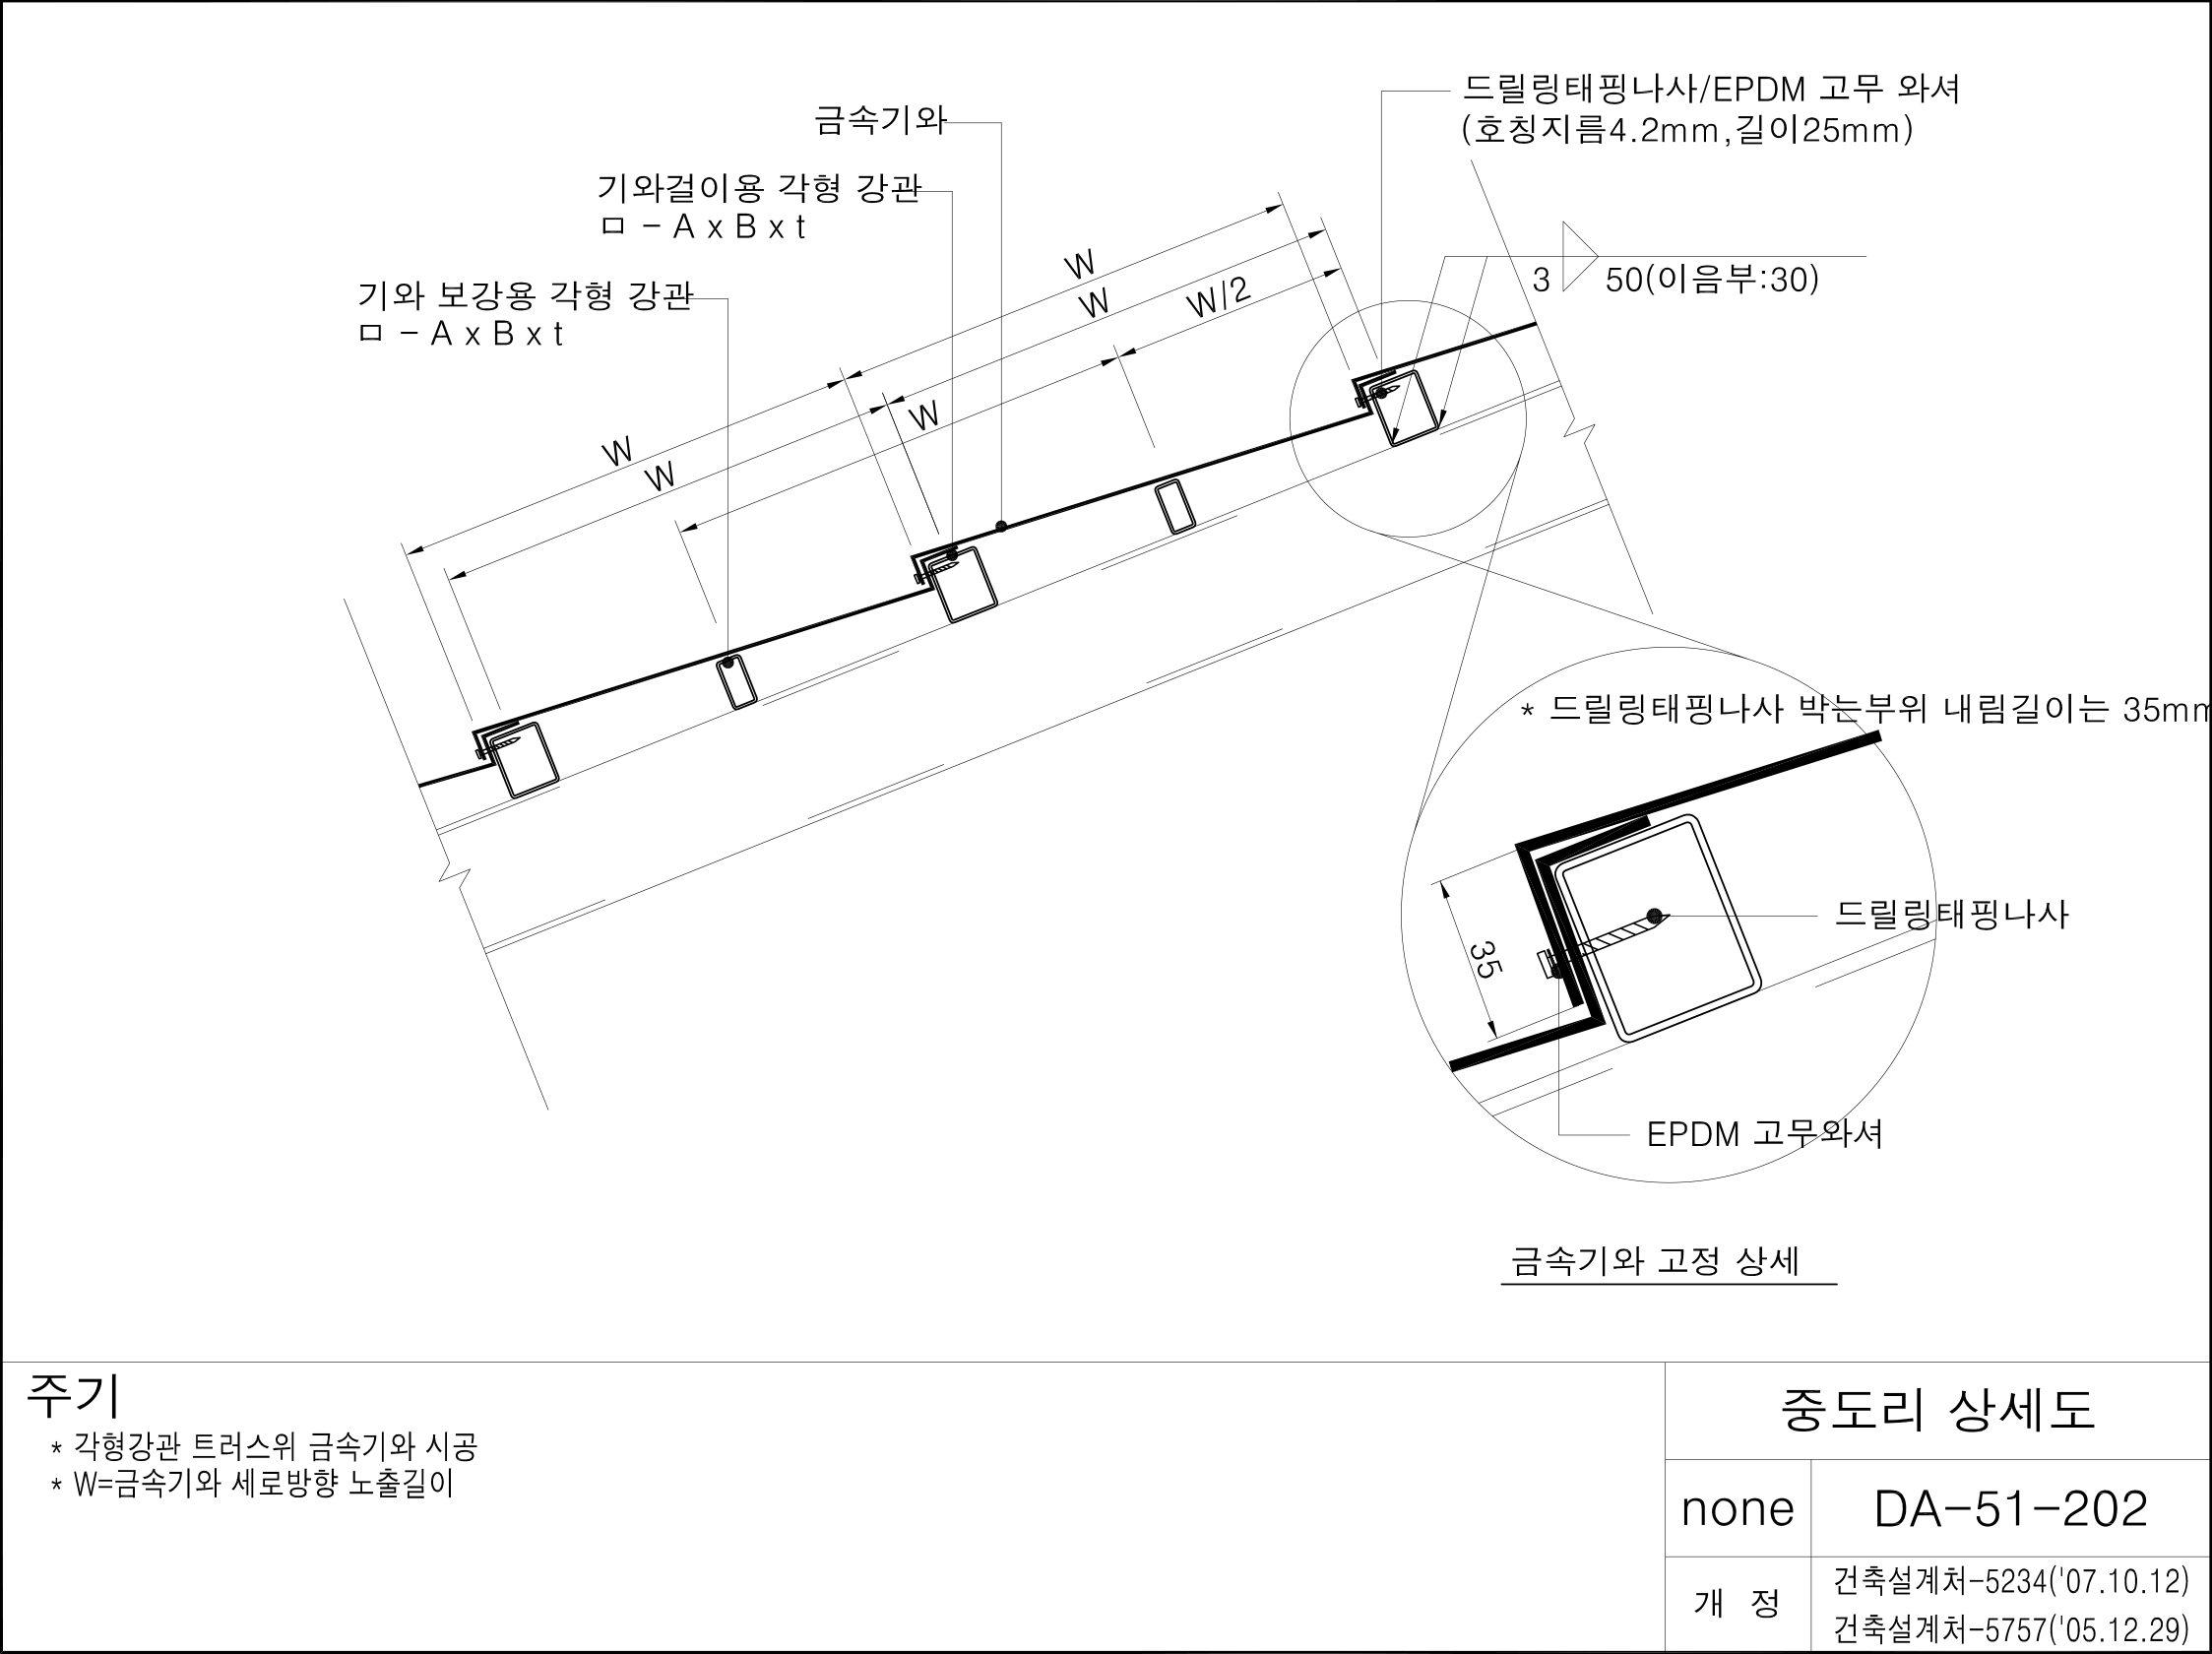 드릴링태핑나사/EPDM 고무 와셔
(호칭지름4.2mm,길이25mm)
금속기와
기와걸이용 각형 강관
ㅁ - A x B x t
기와 보강용 각형 강관
ㅁ - A x B x t
W
W
W/2
3
50(이음부:30)
W
W
W
* 드릴링태핑나사 박는부위 내림길이는 35mm
35
드릴링태핑나사
EPDM 고무와셔
금속기와 고정 상세
주기
* 각형강관 트러스위 금속기와 시공
* W=금속기와 세로방향 노출길이
중도리 상세도
none
DA-51-202
개 정
건축설계처-5234('07.10.12)
건축설계처-5757('05.12.29)